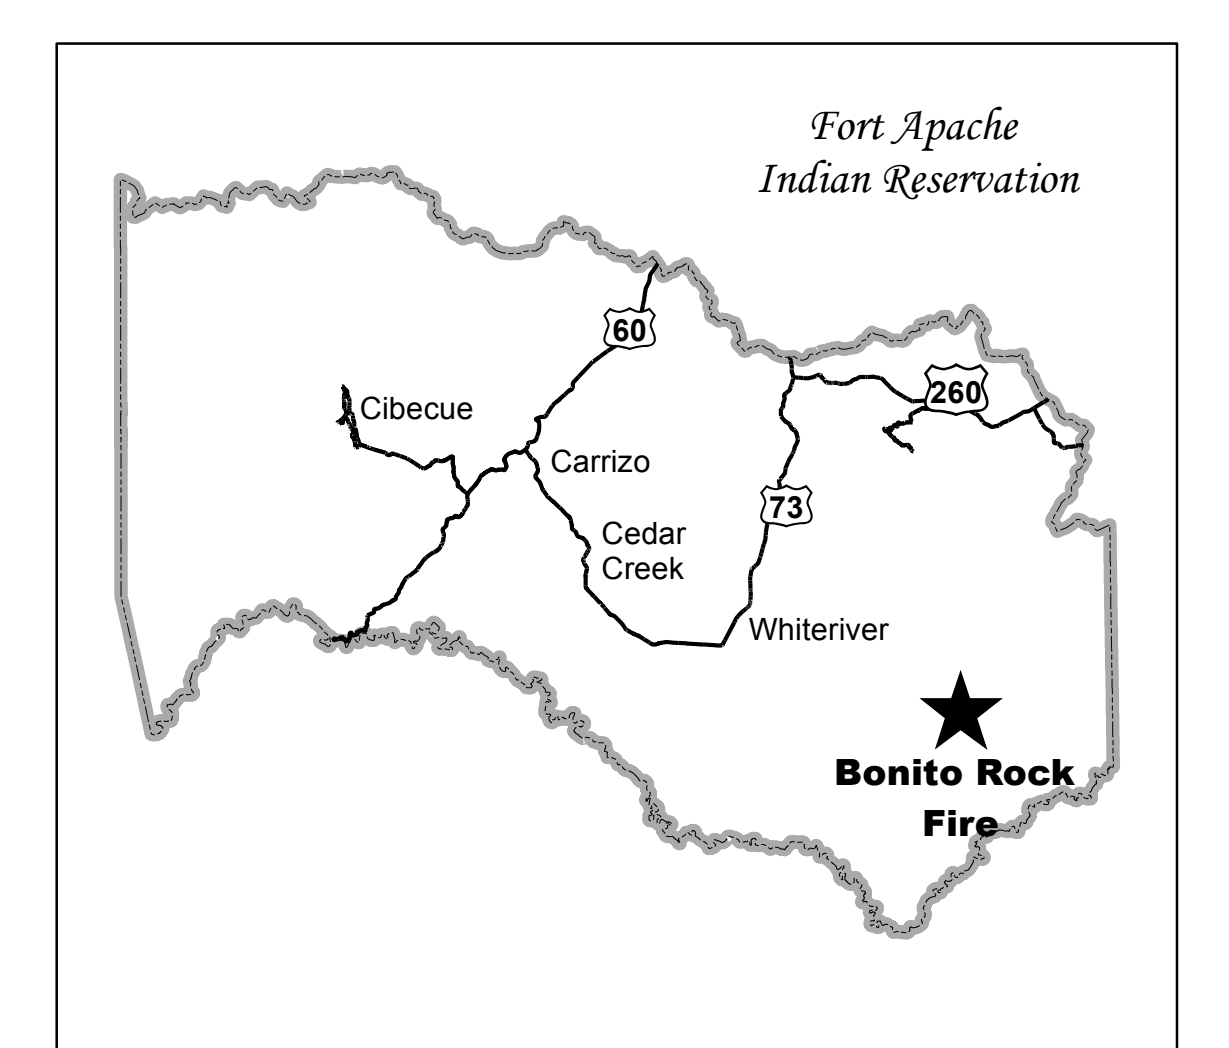 Fort Apache
Indian Reservation
60
260
Cibecue
Carrizo
73
Cedar
Creek
Whiteriver
Bonito Rock
Fire